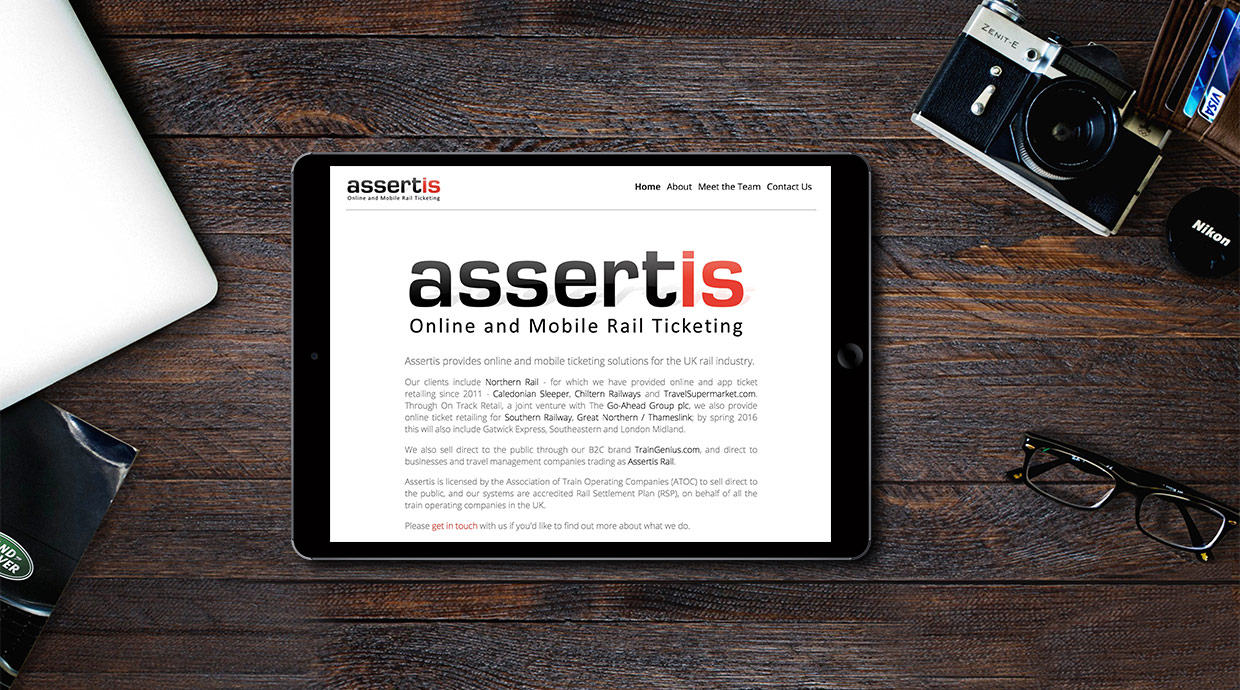 assertis
Online and Mobile Rail Ticketing
Home About Meet the Team Contact Us
assertis
Online and Mobile Rail Ticketing
Assertis provides online and mobile ticketing solutions for the UK rail industry.
Our clients include Northern Rail - for which we have provided online and app ticket
retailing since 2011 - Caledonian Sleeper, Chiltern Railways and TravelSupermarket.com.
Through On Track Retail, a joint venture with The Go-Ahead Group plc, we also provide
online ticket retailing for Southern Railway, Great Northern / Thameslink; by spring 2016
this will also include Gatwick Express, Southeastern and London Midland.
We also sell direct to the public through our B2C brand TrainGenius.com, and direct to
businesses and travel management companies trading as Assertis Rail.
Assertis is licensed by the Association of Train Operating Companies (ATOC) to sell direct to
the public, and our systems are accredited Rail Settlement Plan (RSP), on behalf of all the
train operating companies in the UK.
Please get in touch with us if you'd like to find out more about what we do.
ZENIT-E
VISA
Nikon